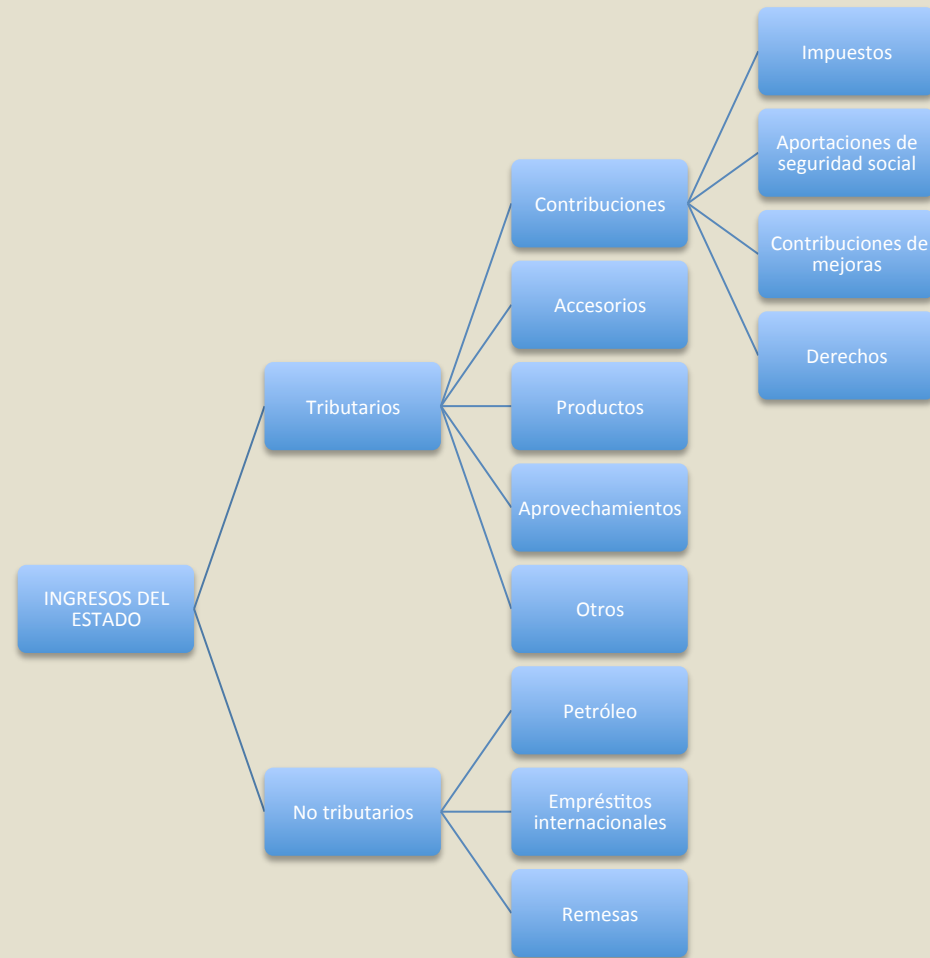 INGRESOS DEL
ESTADO
Tributarios
Contribuciones
Impuestos
Aportaciones de
seguridad social
Contribuciones de
mejoras
Derechos
Accesorios
Productos
Aprovechamientos
Otros
No tributarios
Petróleo
Empréstitos
internacionales
Remesas